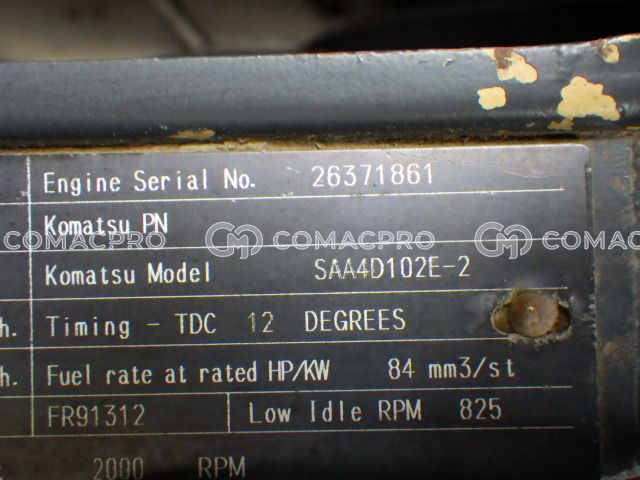 Engine Serial No. 26371861
Komatsu PN
COMACPRO COMACPRO COMAC
Komatsu Model SAA4D102E-2
h. Timing - TDC 12 DEGREES
h. Fuel rate at rated HP/KW 84 mm3/st
FR91312 Low Idle RPM 825
2000 RPM